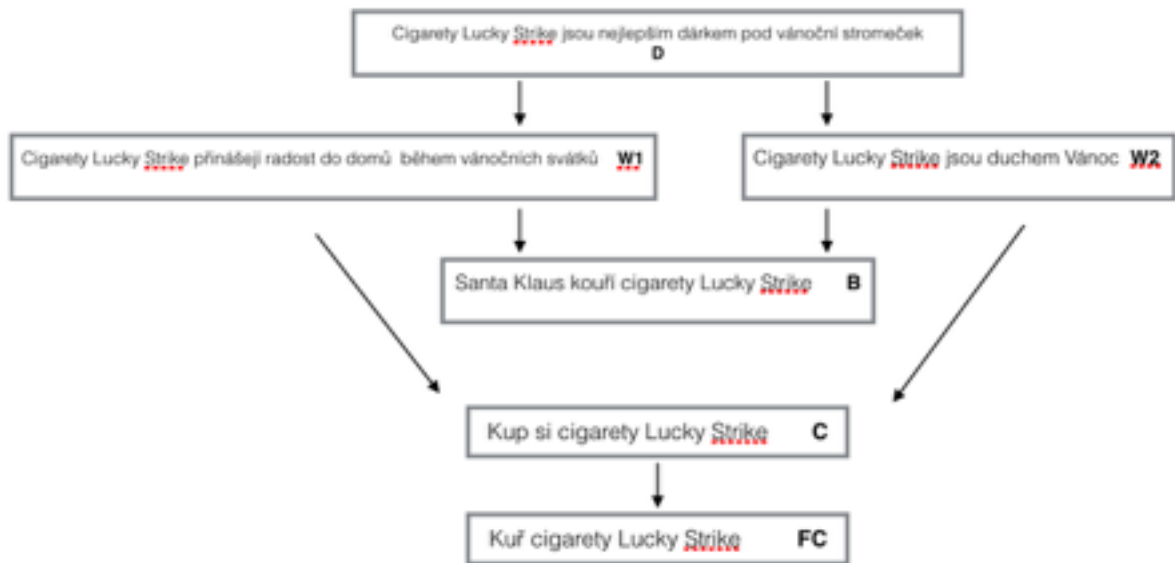 Cigarety Lucky Strike jsou nejlepším dárkem pod vánoční stromeček
D
Cigarety Lucky Strike přinášejí radost do domů během vánočních svátků W1
Cigarety Lucky Strike jsou duchem Vánoc W2
Santa Klaus kouří cigarety Lucky Strike B
Kup si cigarety Lucky Strike C
Kuř cigarety Lucky Strike FC